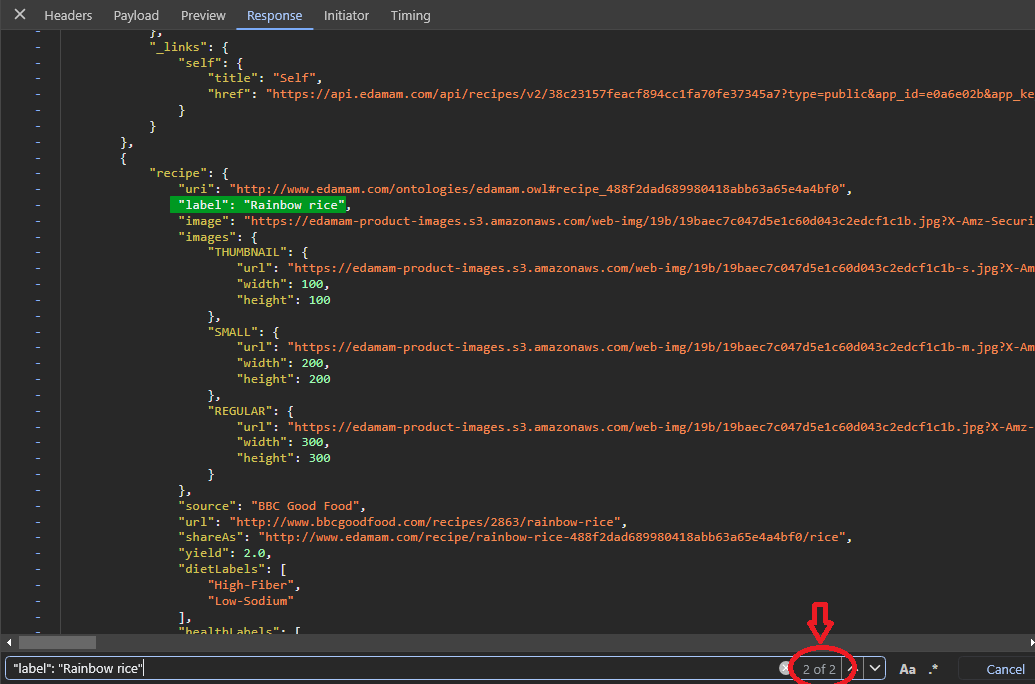 Headers Payload Preview Response Initiator Timing
},
"_links": {
"self": {
"title": "Self",
"href": "https://api.edamam.com/api/recipes/v2/38c23157feacf894cc1fa70fe37345a7?type=public&app_id=e0a6e02b&app_ke
}
}
},
{
"recipe": {
"uri": "http://www.edamam.com/ontologies/edamam.owl#recipe_488f2dad689980418abb63a65e4a4bf0",
"label": "Rainbow rice",
"image": "https://edamam-product-images.s3.amazonaws.com/web-img/19b/19baec7c047d5e1c60d043c2edcf1c1b.jpg?X-Amz-Securi
"images": {
"THUMBNAIL": {
"url": "https://edamam-product-images.s3.amazonaws.com/web-img/19b/19baec7c047d5e1c60d043c2edcf1c1b-s.jpg?X-Am
"width": 100,
"height": 100
},
"SMALL": {
"url": "https://edamam-product-images.s3.amazonaws.com/web-img/19b/19baec7c047d5e1c60d043c2edcf1c1b-m.jpg?X-Am
"width": 200,
"height": 200
},
"REGULAR": {
"url": "https://edamam-product-images.s3.amazonaws.com/web-img/19b/19baec7c047d5e1c60d043c2edcf1c1b.jpg?X-Amz-
"width": 300,
"height": 300
}
},
"source": "BBC Good Food",
"url": "http://www.bbcgoodfood.com/recipes/2863/rainbow-rice",
"shareAs": "http://www.edamam.com/recipe/rainbow-rice-488f2dad689980418abb63a65e4a4bf0/rice",
"yield": 2.0,
"dietLabels": [
"High-Fiber",
"Low-Sodium"
],
"healthLabels": [
"label": "Rainbow rice" 2 of 2 Aa .* Cancel